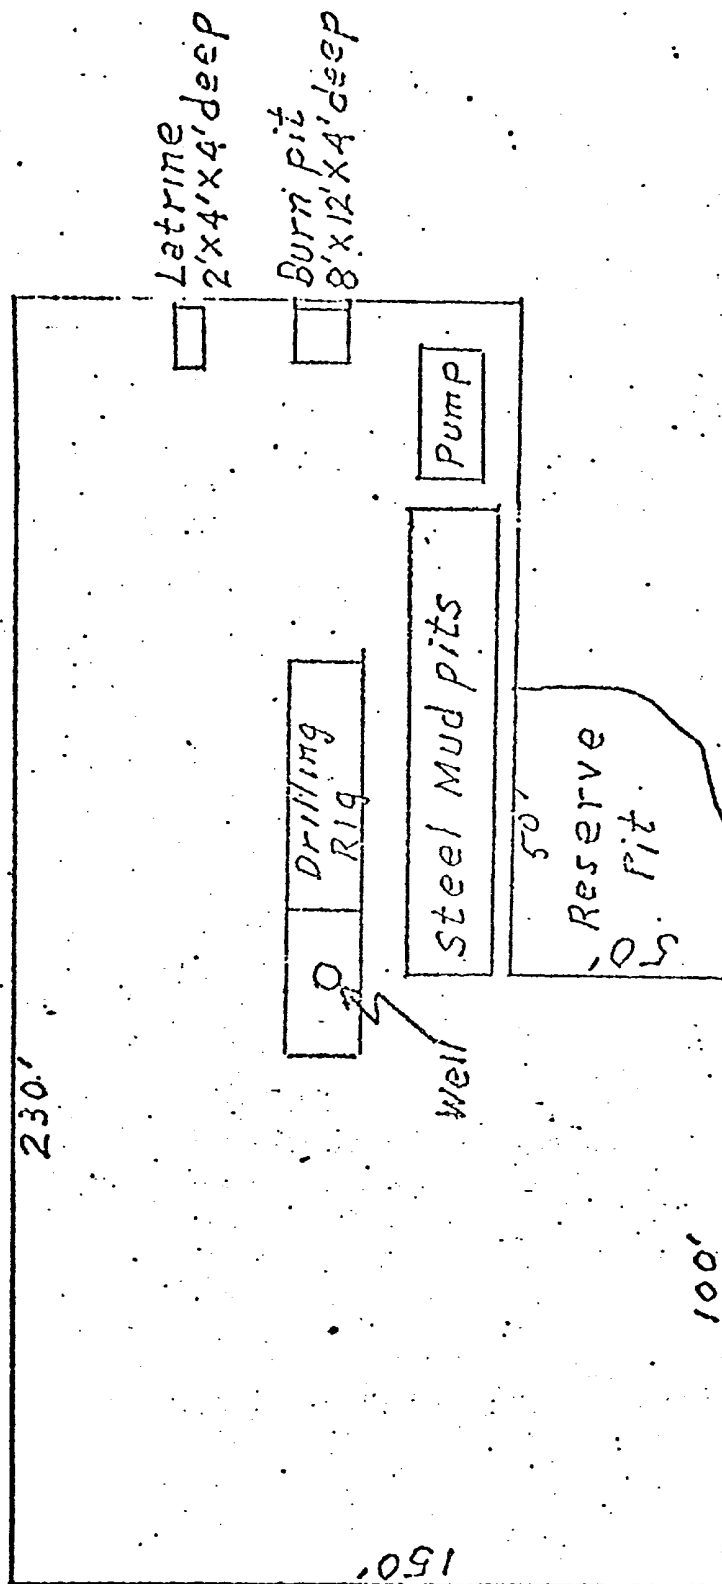 Latrine
2'x4'x4'deep
Burn pit
8'x12'x4'deep
230.'
Pump
Drilling
Rig
steel Mud pits
Well
50'
Reserve
Pit.
50'
150'
100'